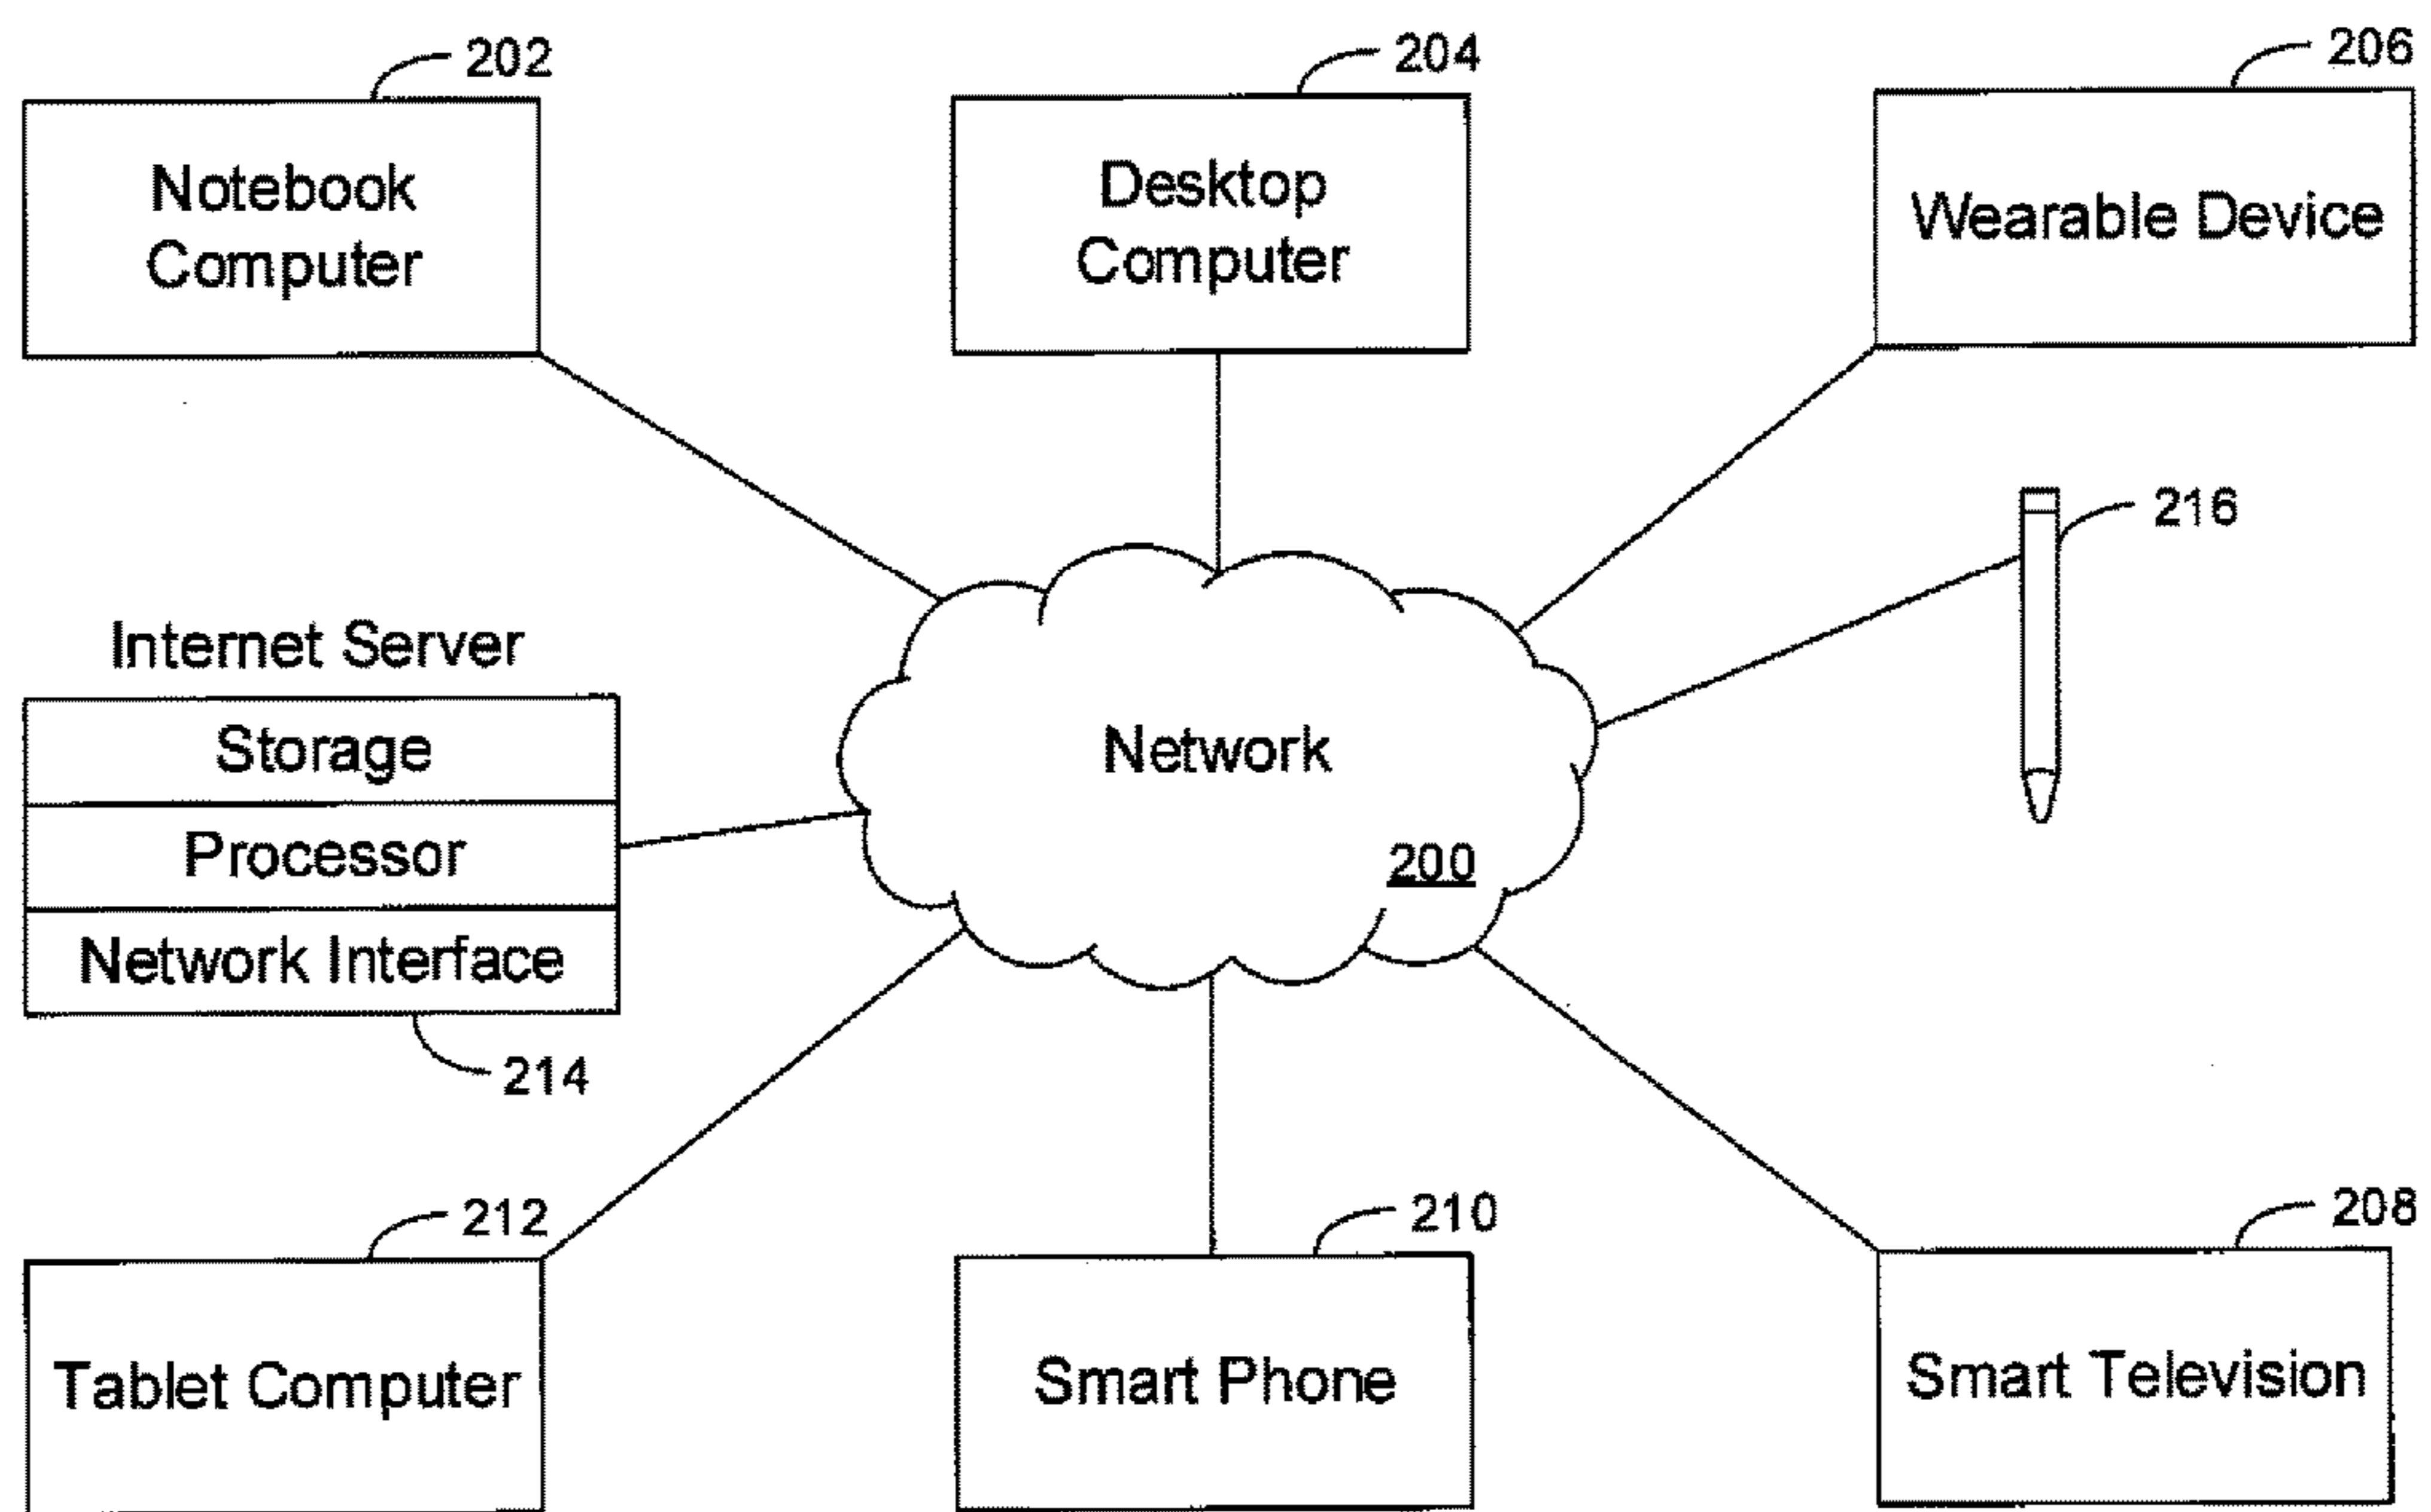 202
204
206
Notebook
Computer
Desktop
Computer
Wearable Device
216
Internet Server
Storage
Processor
Network Interface
214
Network
200
212
210
208
Tablet Computer
Smart Phone
Smart Television